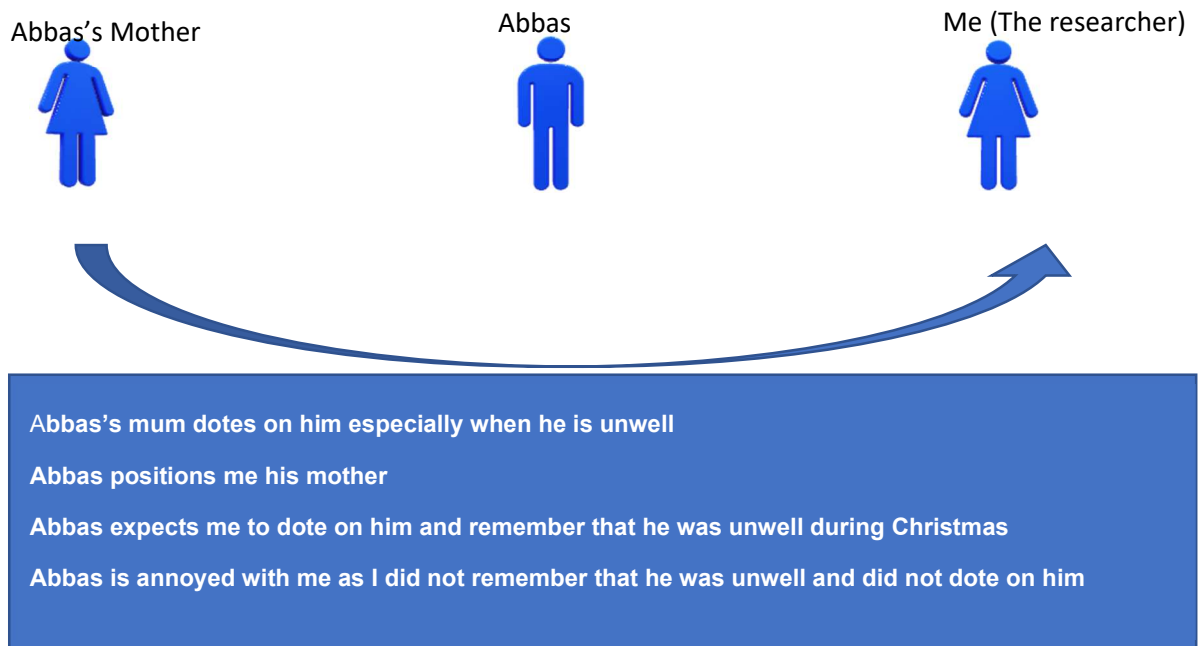 Abbas's Mother
Abbas
Me (The researcher)
Abbas's mum dotes on him especially when he is unwell
Abbas positions me his mother
Abbas expects me to dote on him and remember that he was unwell during Christmas
Abbas is annoyed with me as I did not remember that he was unwell and did not dote on him